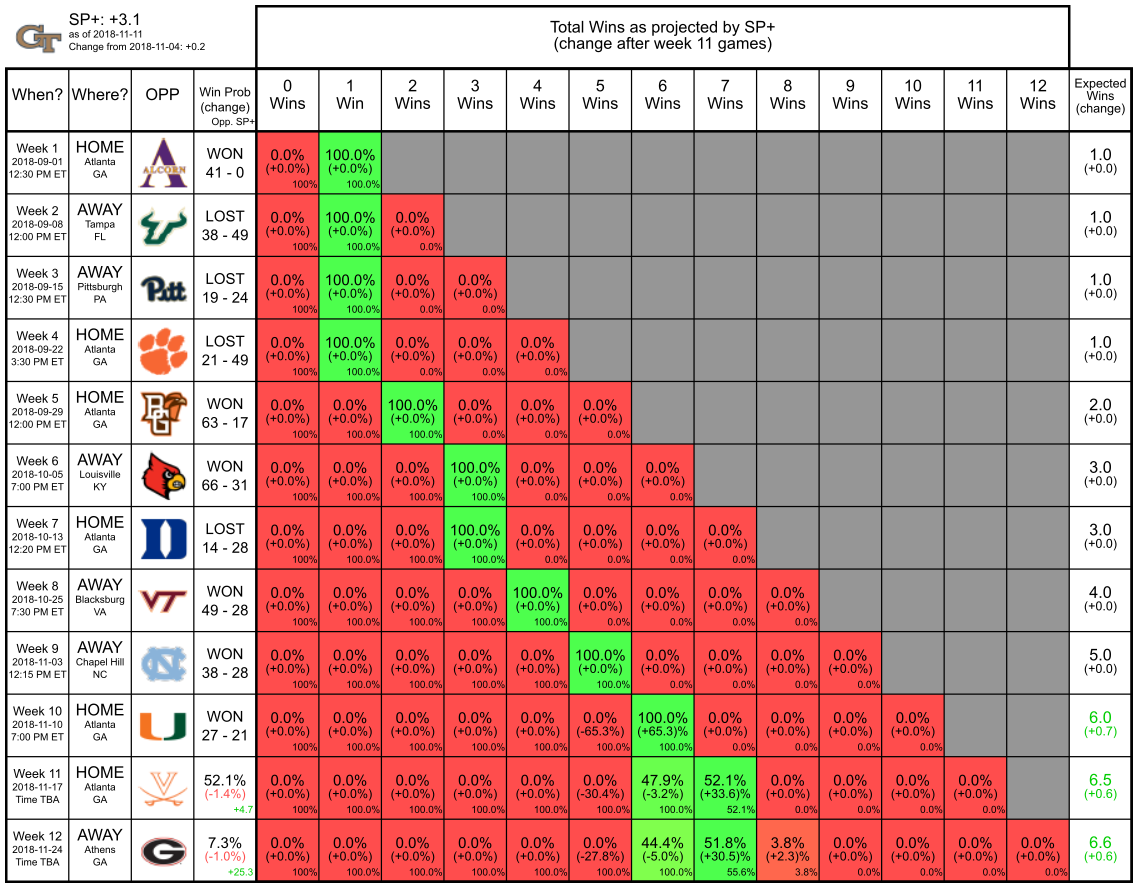 GT
SP+: +3.1
as of 2018-11-11
Change from 2018-11-04: +0.2
Total Wins as projected by SP+
(change after week 11 games)
When? Where? OPP Win Prob (change) Opp. SP+ 0 Wins 1 Win 2 Wins 3 Wins 4 Wins 5 Wins 6 Wins 7 Wins 8 Wins 9 Wins 10 Wins 11 Wins 12 Wins Expected Wins (change)
Week 1 HOME WON 0.0% 100.0% 1.0
2018-09-01 Atlanta ALCORN (+0.0%) (+0.0%) (+0.0)
12:30 PM ET GA 41 - 0 100% 100.0%
Week 2 AWAY LOST 0.0% 100.0% 0.0% 1.0
2018-09-08 Tampa (+0.0%) (+0.0%) (+0.0%) (+0.0)
12:00 PM ET FL 38 - 49 100% 100.0% 0.0%
Week 3 AWAY LOST 0.0% 100.0% 0.0% 0.0% 1.0
2018-09-15 Pittsburgh Pitt (+0.0%) (+0.0%) (+0.0%) (+0.0%) (+0.0)
12:30 PM ET PA 19 - 24 100% 100.0% 0.0% 0.0%
Week 4 HOME LOST 0.0% 100.0% 0.0% 0.0% 0.0% 1.0
2018-09-22 Atlanta (+0.0%) (+0.0%) (+0.0%) (+0.0%) (+0.0%) (+0.0)
3:30 PM ET GA 21 - 49 100% 100.0% 0.0% 0.0% 0.0%
Week 5 HOME WON 0.0% 0.0% 100.0% 0.0% 0.0% 0.0% 2.0
2018-09-29 Atlanta BG (+0.0%) (+0.0%) (+0.0%) (+0.0%) (+0.0%) (+0.0%) (+0.0)
12:00 PM ET GA 63 - 17 100% 100.0% 100.0% 0.0% 0.0% 0.0%
Week 6 AWAY WON 0.0% 0.0% 0.0% 100.0% 0.0% 0.0% 0.0% 3.0
2018-10-05 Louisville (+0.0%) (+0.0%) (+0.0%) (+0.0%) (+0.0%) (+0.0%) (+0.0%) (+0.0)
7:00 PM ET KY 66 - 31 100% 100.0% 100.0% 100.0% 0.0% 0.0% 0.0%
Week 7 HOME LOST 0.0% 0.0% 0.0% 100.0% 0.0% 0.0% 0.0% 0.0% 3.0
2018-10-13 Atlanta D (+0.0%) (+0.0%) (+0.0%) (+0.0%) (+0.0%) (+0.0%) (+0.0%) (+0.0%) (+0.0)
12:20 PM ET GA 14 - 28 100% 100.0% 100.0% 100.0% 0.0% 0.0% 0.0% 0.0%
Week 8 AWAY WON 0.0% 0.0% 0.0% 0.0% 100.0% 0.0% 0.0% 0.0% 0.0% 4.0
2018-10-25 Blacksburg VT (+0.0%) (+0.0%) (+0.0%) (+0.0%) (+0.0%) (+0.0%) (+0.0%) (+0.0%) (+0.0%) (+0.0)
7:30 PM ET VA 49 - 28 100% 100.0% 100.0% 100.0% 100.0% 0.0% 0.0% 0.0% 0.0%
Week 9 AWAY WON 0.0% 0.0% 0.0% 0.0% 0.0% 100.0% 0.0% 0.0% 0.0% 0.0% 5.0
2018-11-03 Chapel Hill NC (+0.0%) (+0.0%) (+0.0%) (+0.0%) (+0.0%) (+0.0%) (+0.0%) (+0.0%) (+0.0%) (+0.0%) (+0.0)
12:15 PM ET NC 38 - 28 100% 100.0% 100.0% 100.0% 100.0% 100.0% 0.0% 0.0% 0.0% 0.0%
Week 10 HOME WON 0.0% 0.0% 0.0% 0.0% 0.0% 0.0% 100.0% 0.0% 0.0% 0.0% 0.0% 6.0
2018-11-10 Atlanta U (+0.0%) (+0.0%) (+0.0%) (+0.0%) (+0.0%) (-65.3%) (+65.3)% (+0.0%) (+0.0%) (+0.0%) (+0.0%) (+0.7)
7:00 PM ET GA 27 - 21 100% 100.0% 100.0% 100.0% 100.0% 100.0% 100.0% 0.0% 0.0% 0.0% 0.0%
Week 11 HOME 52.1% 0.0% 0.0% 0.0% 0.0% 0.0% 0.0% 47.9% 52.1% 0.0% 0.0% 0.0% 0.0% 6.5
2018-11-17 Atlanta V (-1.4%) (+0.0%) (+0.0%) (+0.0%) (+0.0%) (+0.0%) (-30.4%) (-3.2%) (+33.6)% (+0.0%) (+0.0%) (+0.0%) (+0.0%) (+0.6)
Time TBA GA +4.7 100% 100.0% 100.0% 100.0% 100.0% 100.0% 100.0% 52.1% 0.0% 0.0% 0.0% 0.0%
Week 12 AWAY 7.3% 0.0% 0.0% 0.0% 0.0% 0.0% 0.0% 44.4% 51.8% 3.8% 0.0% 0.0% 0.0% 0.0% 6.6
2018-11-24 Athens G (-1.0%) (+0.0%) (+0.0%) (+0.0%) (+0.0%) (+0.0%) (-27.8%) (-5.0%) (+30.5)% (+2.3)% (+0.0%) (+0.0%) (+0.0%) (+0.0%) (+0.6)
Time TBA GA +25.3 100% 100.0% 100.0% 100.0% 100.0% 100.0% 100.0% 55.6% 3.8% 0.0% 0.0% 0.0% 0.0%